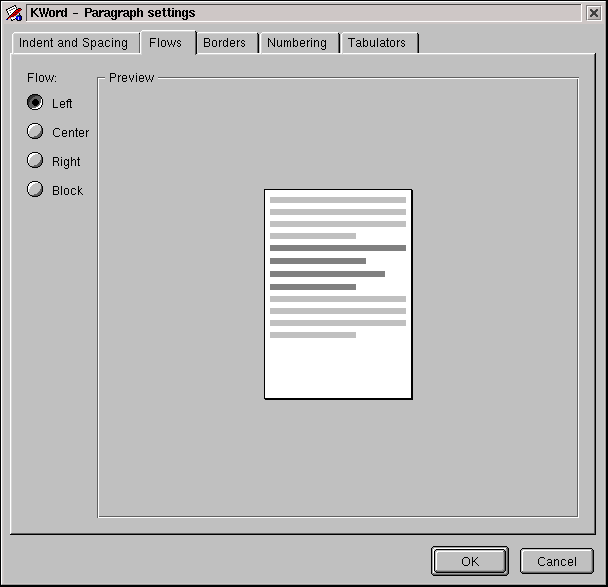 KWord - Paragraph settings
Indent and Spacing Flows Borders Numbering Tabulators
Flow: Preview
Left
Center
Right
Block
OK Cancel